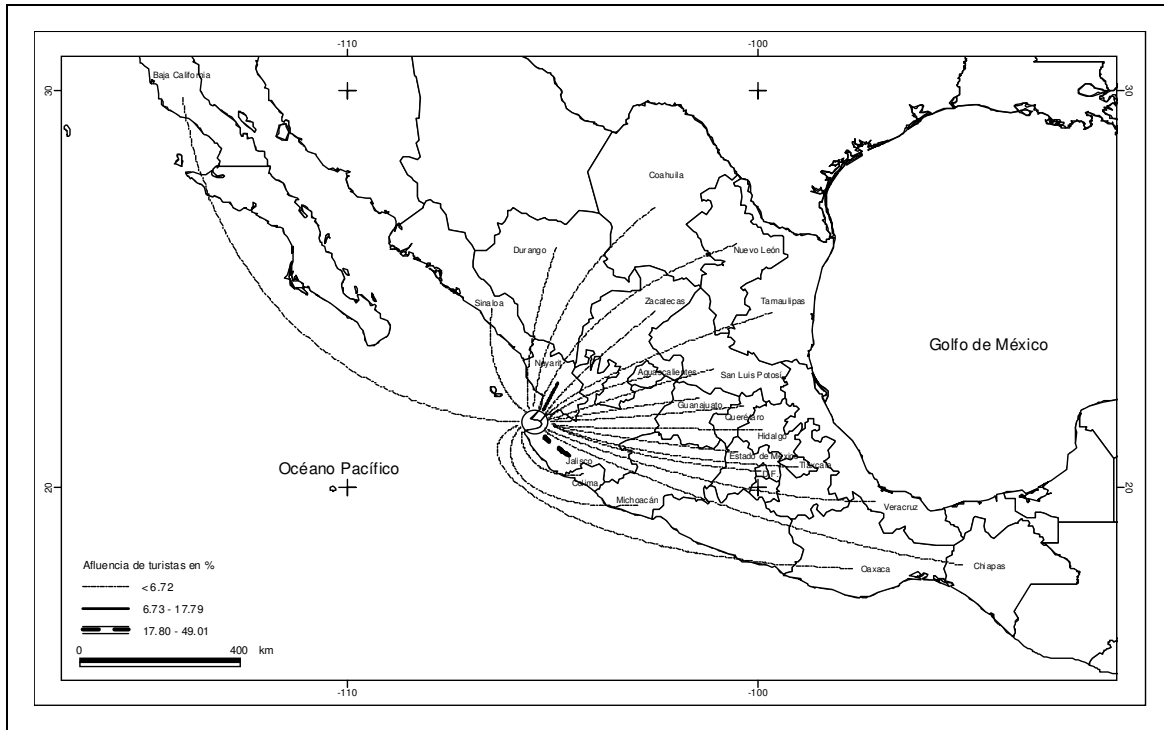 -110
-100
30
30
Baja California
Coahuila
Durango
Nuevo León
Sinaloa
Zacatecas
Tamaulipas
Golfo de México
Nayarit
Aguascalientes
San Luis Potosí
Guanajuato
Querétaro
Hidalgo
Estado de México
Tlaxcala
Jalisco
D.F.
Océano Pacífico
Colima
20
20
Michoacán
Veracruz
Oaxaca
Chiapas
Afluencia de turistas en %
<6.72
6.73 - 17.79
17.80 - 49.01
0 400 km
-110
-100